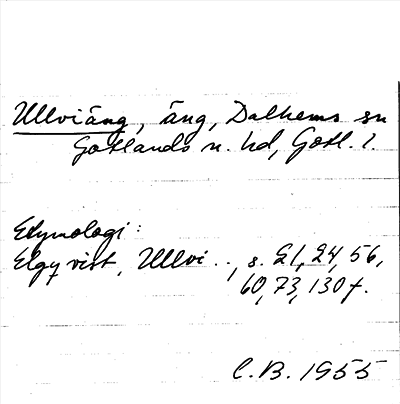 Ullviäng, äng, Dalhems sn
Gotlands n. hd, Gotl. l.
Etymologi:
Elgqvist, Ullvi .., s. 21, 24, 56,
60, 73, 130 f.
C.B. 1955